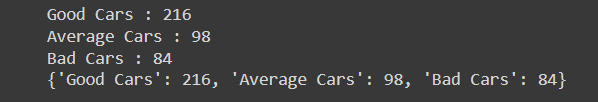 Good Cars : 216
Average Cars : 98
Bad Cars : 84
{'Good Cars': 216, 'Average Cars': 98, 'Bad Cars': 84}